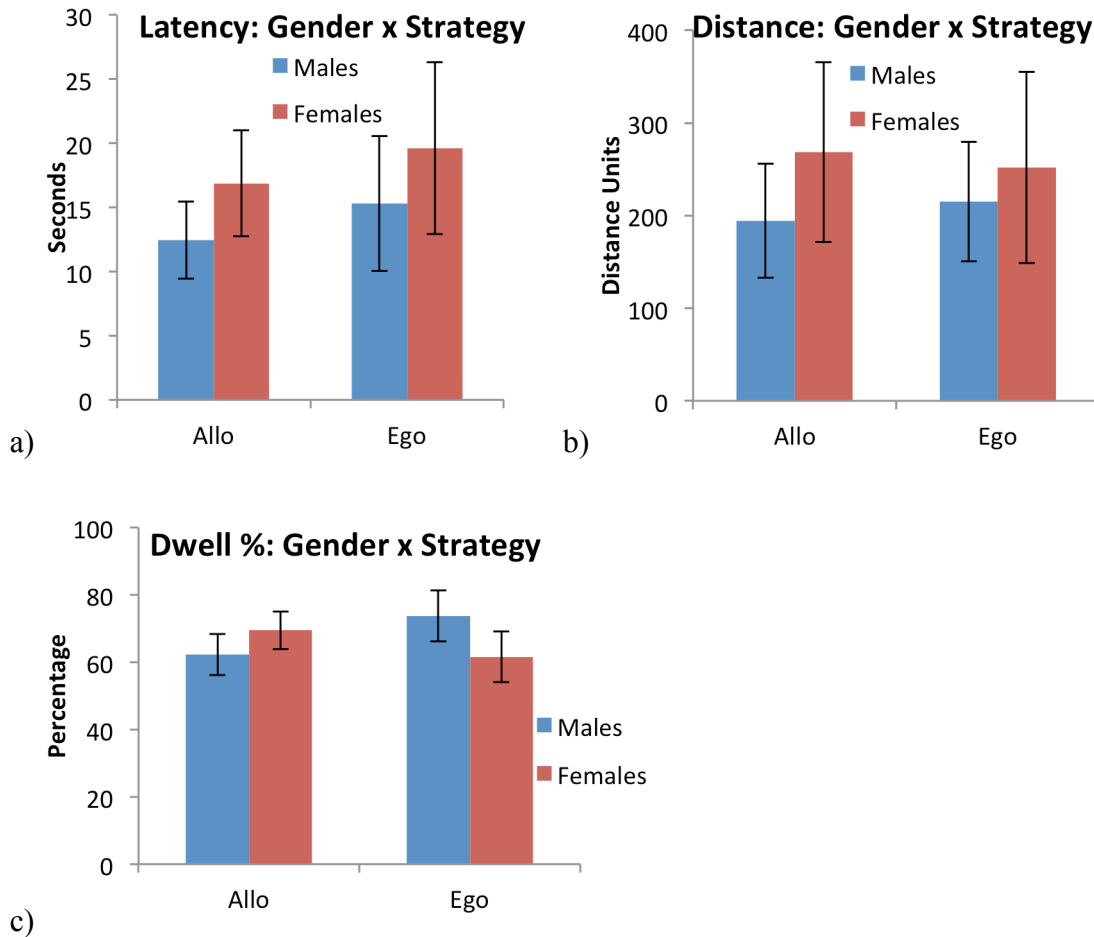 Latency: Gender x Strategy
Males
Females
Seconds
30
25
20
15
10
5
0
Allo Ego
a)
Distance: Gender x Strategy
Males
Females
Distance Units
400
300
200
100
0
Allo Ego
b)
Dwell %: Gender x Strategy
Percentage
100
80
60
40
20
0
Males
Females
Allo Ego
c)